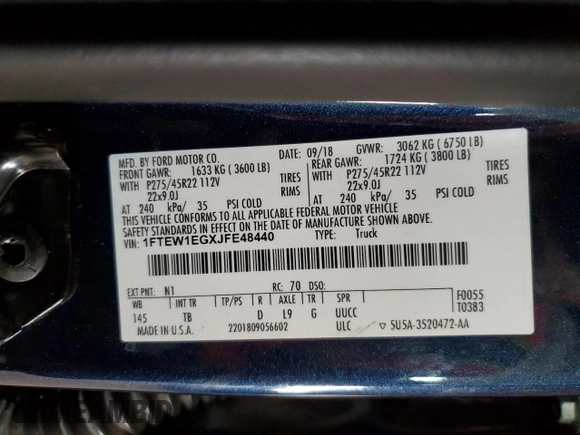 MFD. BY FORD MOTOR CO. DATE: 09/18 GVWR: 3062 KG ( 6750 LB)
FRONT GAWR: 1633 KG ( 3600 LB) REAR GAWR: 1724 KG ( 3800 LB)
WITH P275/45R22 112V TIRES WITH P275/45R22 112V TIRES
22x9.0J RIMS 22x9.0J RIMS
AT 240 kPa/ 35 PSI COLD AT 240 kPa/ 35 PSI COLD
THIS VEHICLE CONFORMS TO ALL APPLICABLE FEDERAL MOTOR VEHICLE
SAFETY STANDARDS IN EFFECT ON THE DATE OF MANUFACTURE SHOWN ABOVE.
VIN: 1FTEW1EGXJFE48440 TYPE: Truck
EXT PNT: N1 RC: 70 DSO: F0055
WB INT TR TP/PS R AXLE TR SPR T0383
145 TB D L9 G UUCC
MADE IN U.S.A. 2201809056602 ULC ▽ 5U5A-3520472-AA